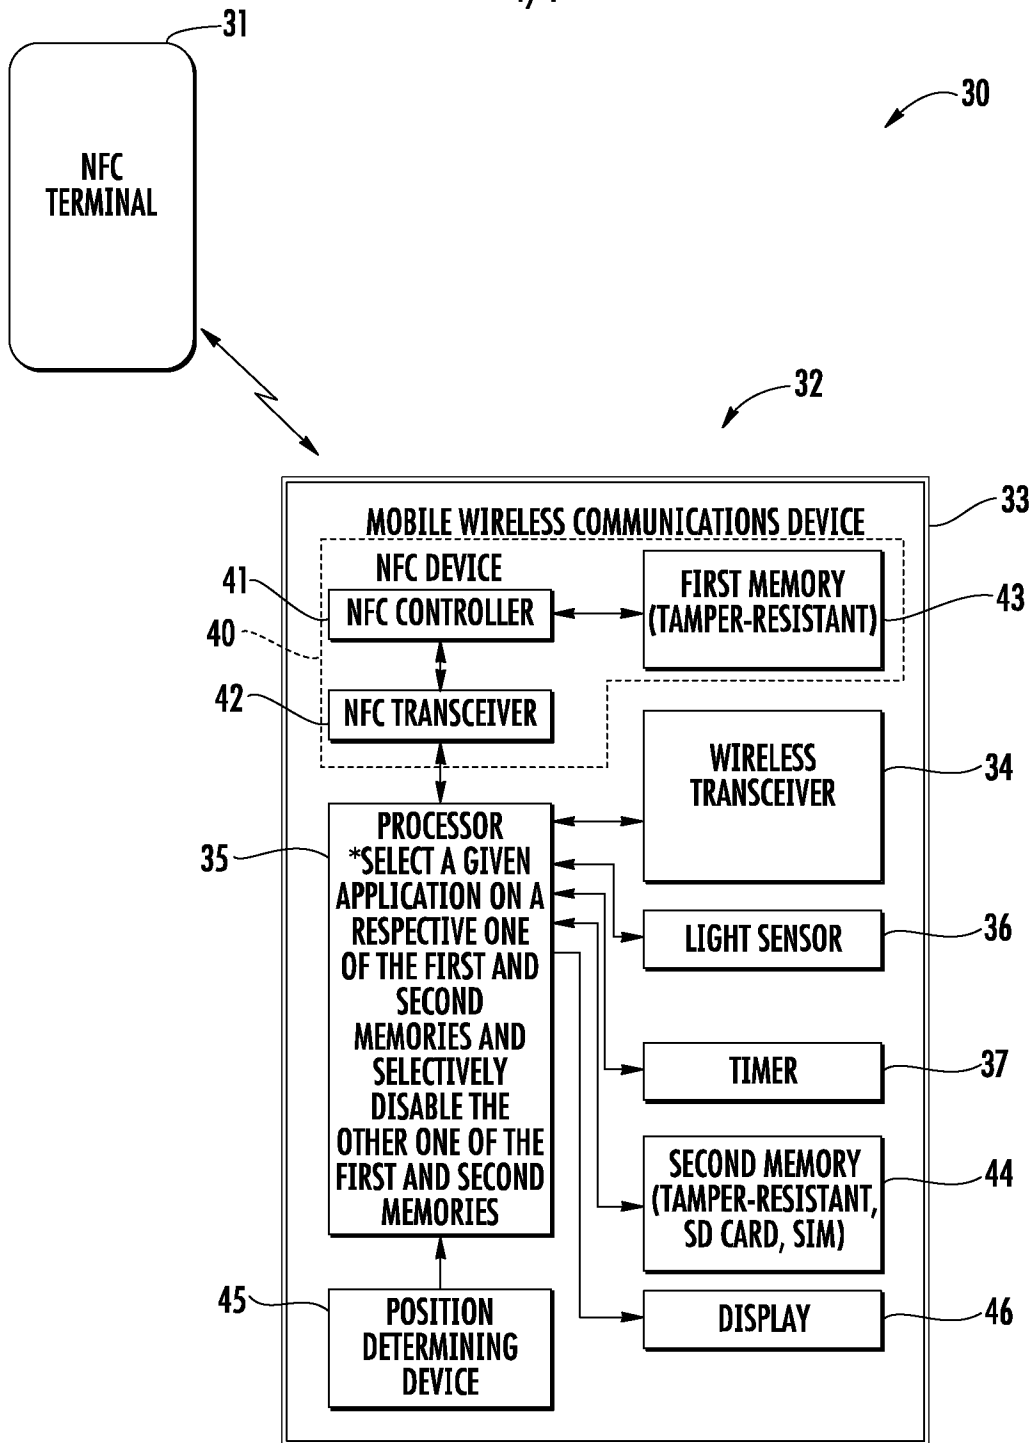 31
30
NFC
TERMINAL
32
33
MOBILE WIRELESS COMMUNICATIONS DEVICE
NFC DEVICE
41
NFC CONTROLLER
FIRST MEMORY
(TAMPER-RESISTANT)
43
40
42
NFC TRANSCEIVER
WIRELESS
TRANSCEIVER
34
35
PROCESSOR
*SELECT A GIVEN
APPLICATION ON A
RESPECTIVE ONE
OF THE FIRST AND
SECOND
MEMORIES AND
SELECTIVELY
DISABLE THE
OTHER ONE OF THE
FIRST AND SECOND
MEMORIES
LIGHT SENSOR
36
TIMER
37
SECOND MEMORY
(TAMPER-RESISTANT,
SD CARD, SIM)
44
45
POSITION
DETERMINING
DEVICE
DISPLAY
46